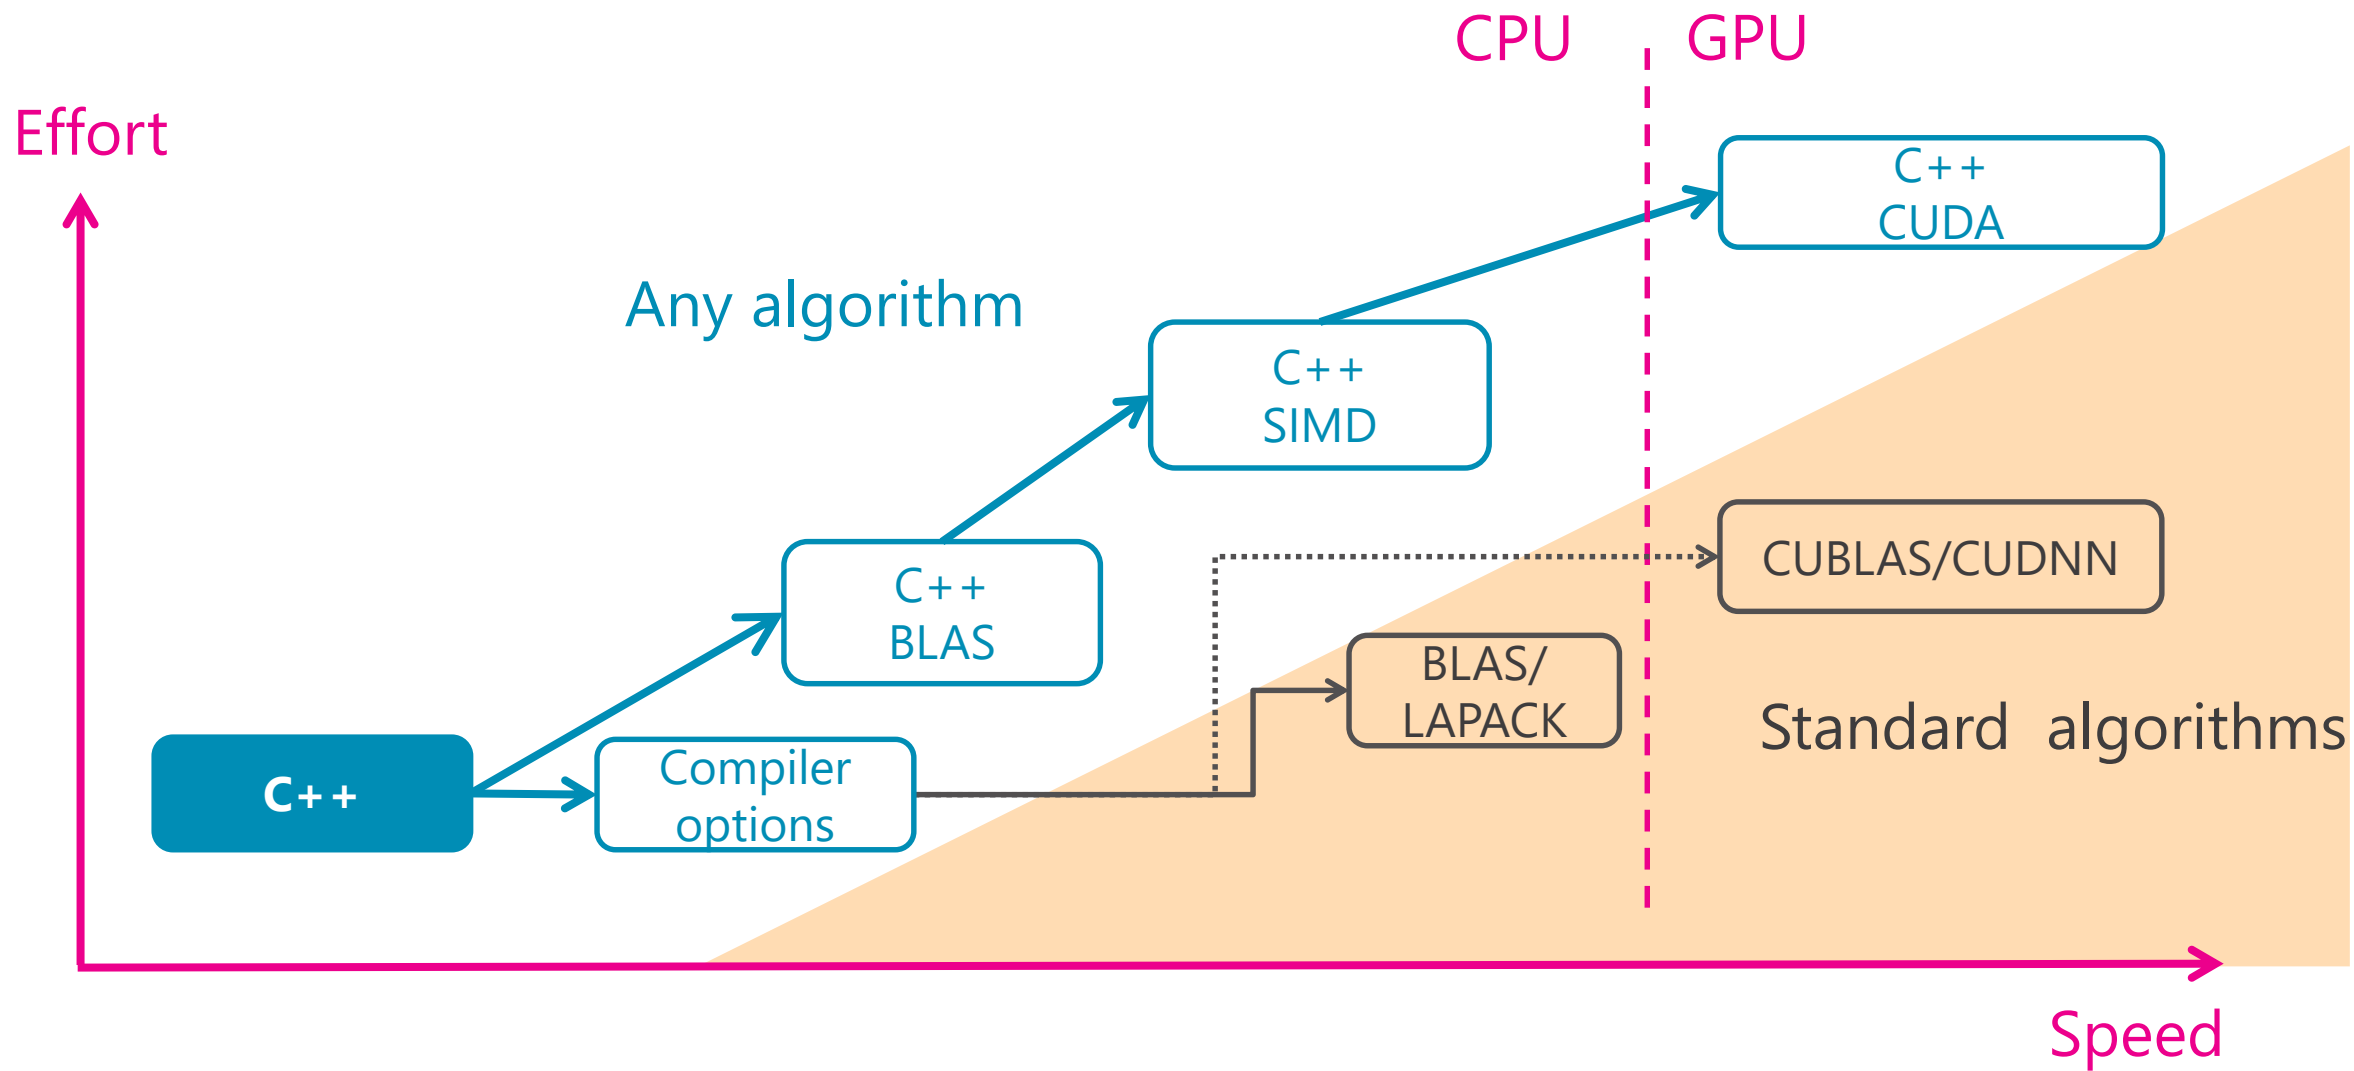 CPU
GPU
Effort
C++
CUDA
Any algorithm
C++
SIMD
CUBLAS/CUDNN
C++
BLAS
BLAS/
LAPACK
Standard algorithms
C++
Compiler
options
Speed